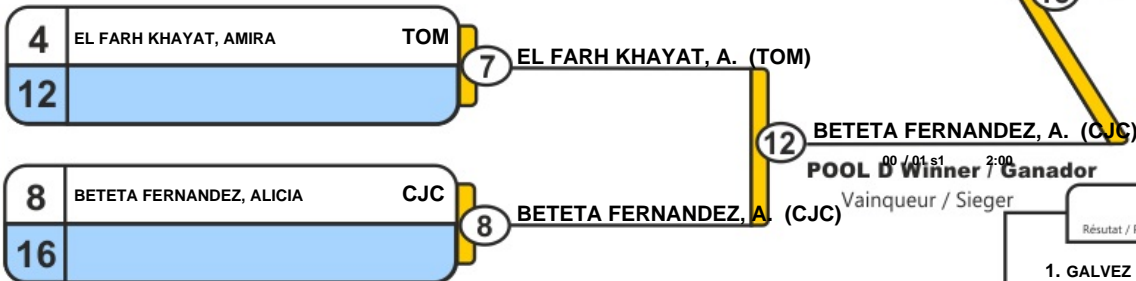 4 EL FARH KHAYAT, AMIRA TOM
12
7 EL FARH KHAYAT, A. (TOM)
12 BETETA FERNANDEZ, A. (CJC)
00 / 01 s1 2:00
POOL D Winner / Ganador
Vainqueur / Sieger
8 BETETA FERNANDEZ, ALICIA CJC
16
8 BETETA FERNANDEZ, A. (CJC)
Résutat /
1. GALVEZ